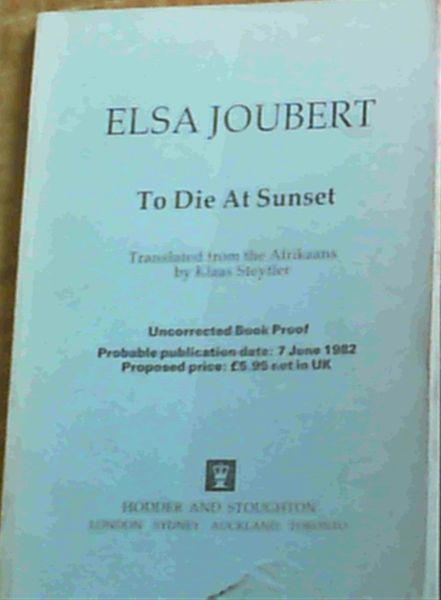 ELSA JOUBERT
To Die At Sunset
Translated from the Afrikaans
by Klaas Steytler
Uncorrected Book Proof
Probable publication date: 7 June 1982
Proposed price: £5.95 net in UK
HODDER AND STOUGHTON
LONDON SYDNEY AUCKLAND TORONTO